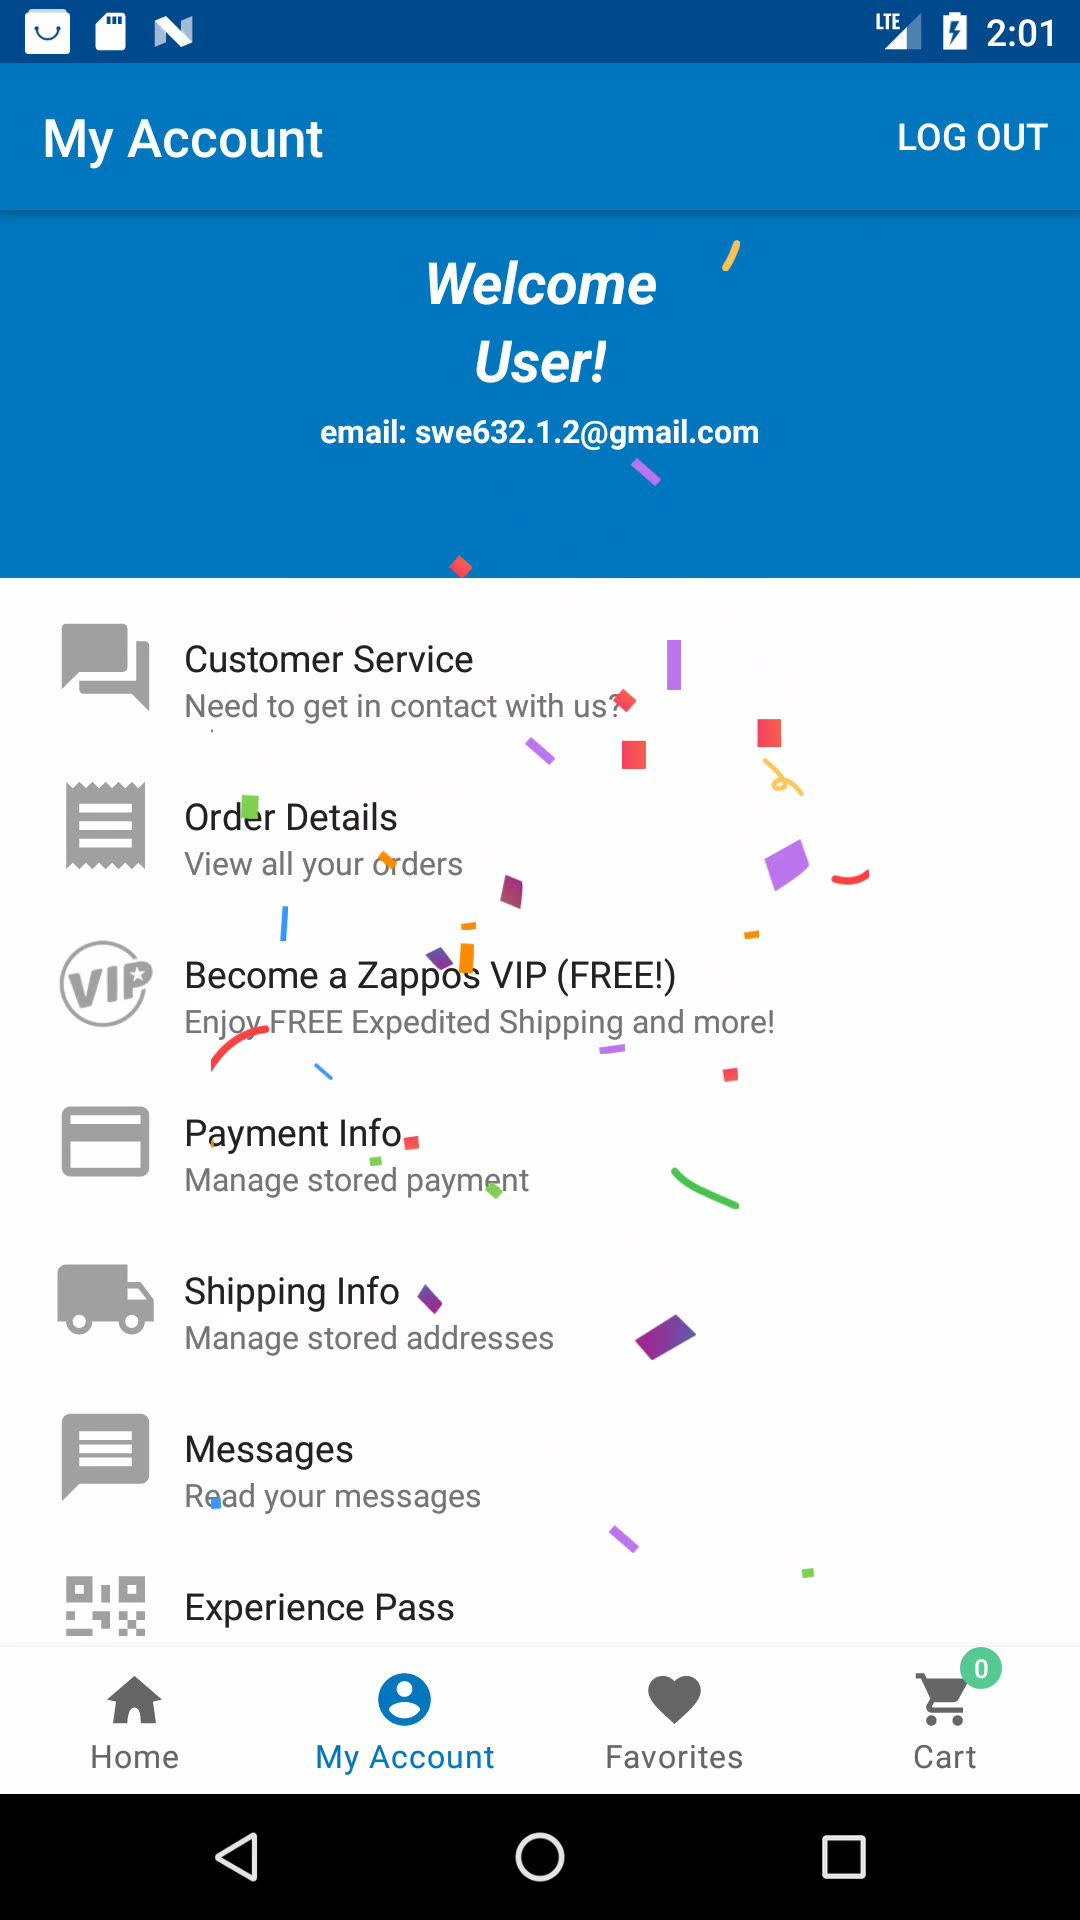 LTE 2:01
My Account LOG OUT
Welcome
User!
email: swe632.1.2@gmail.com
Customer Service
Need to get in contact with us?
Order Details
View all your orders
VIP Become a Zappos VIP (FREE!)
Enjoy FREE Expedited Shipping and more!
Payment Info
Manage stored payment
Shipping Info
Manage stored addresses
Messages
Read your messages
Experience Pass
0
Home My Account Favorites Cart